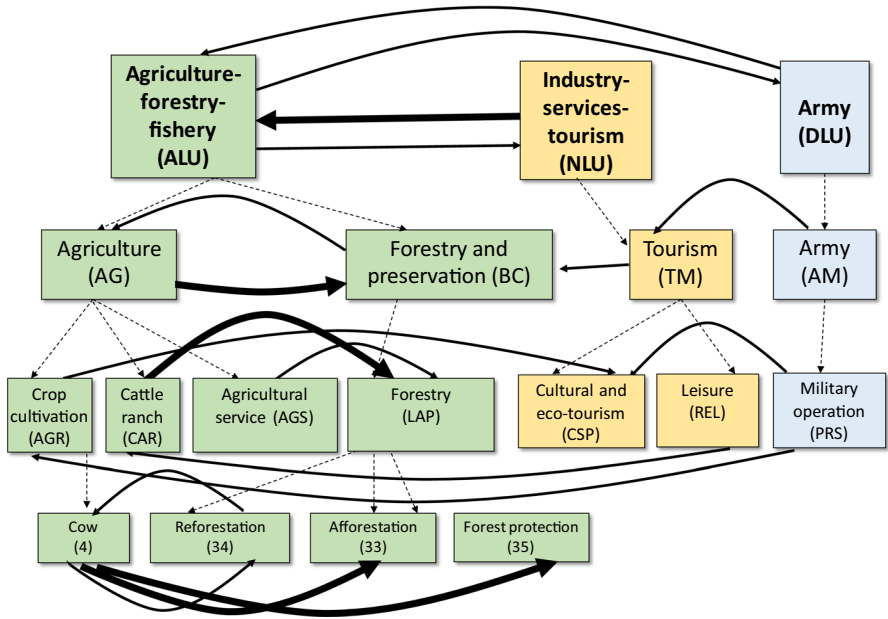 Agriculture-
forestry-
fishery
(ALU)
Industry-
services-
tourism
(NLU)
Army
(DLU)
Agriculture
(AG)
Forestry and
preservation (BC)
Tourism
(TM)
Army
(AM)
Crop
cultivation
(AGR)
Cattle
ranch
(CAR)
Agricultural
service (AGS)
Forestry
(LAP)
Cultural and
eco-tourism
(CSP)
Leisure
(REL)
Military
operation
(PRS)
Cow
(4)
Reforestation
(34)
Afforestation
(33)
Forest protection
(35)